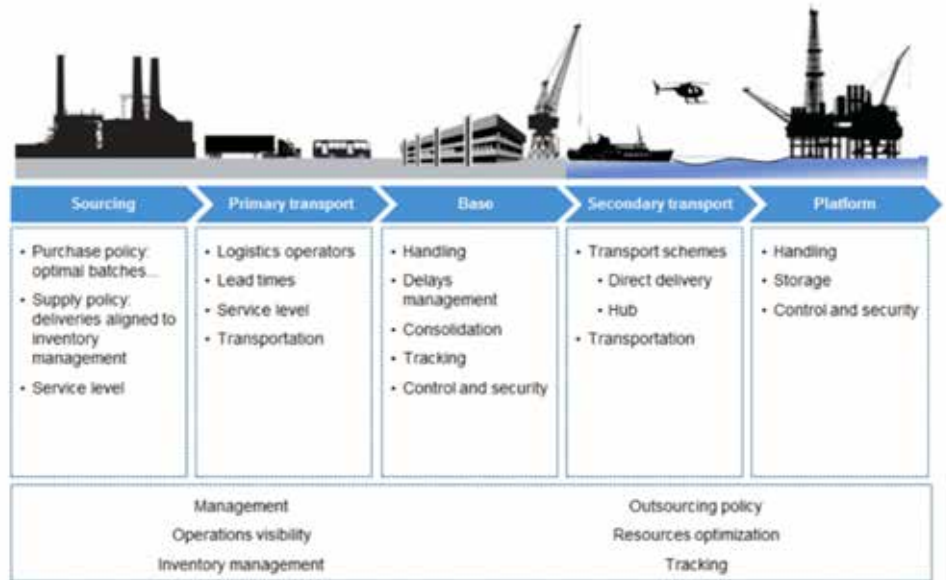 Sourcing
Primary transport
Base
Secondary transport
Platform
• Purchase policy:
optimal batches...
• Supply policy:
deliveries aligned to
inventory
management
• Service level
• Logistics operators
• Lead times
• Service level
• Transportation
• Handling
• Delays
management
• Consolidation
• Tracking
• Control and security
• Transport schemes
• Direct delivery
• Hub
• Transportation
• Handling
• Storage
• Control and security
Management
Operations visibility
Inventory management
Outsourcing policy
Resources optimization
Tracking